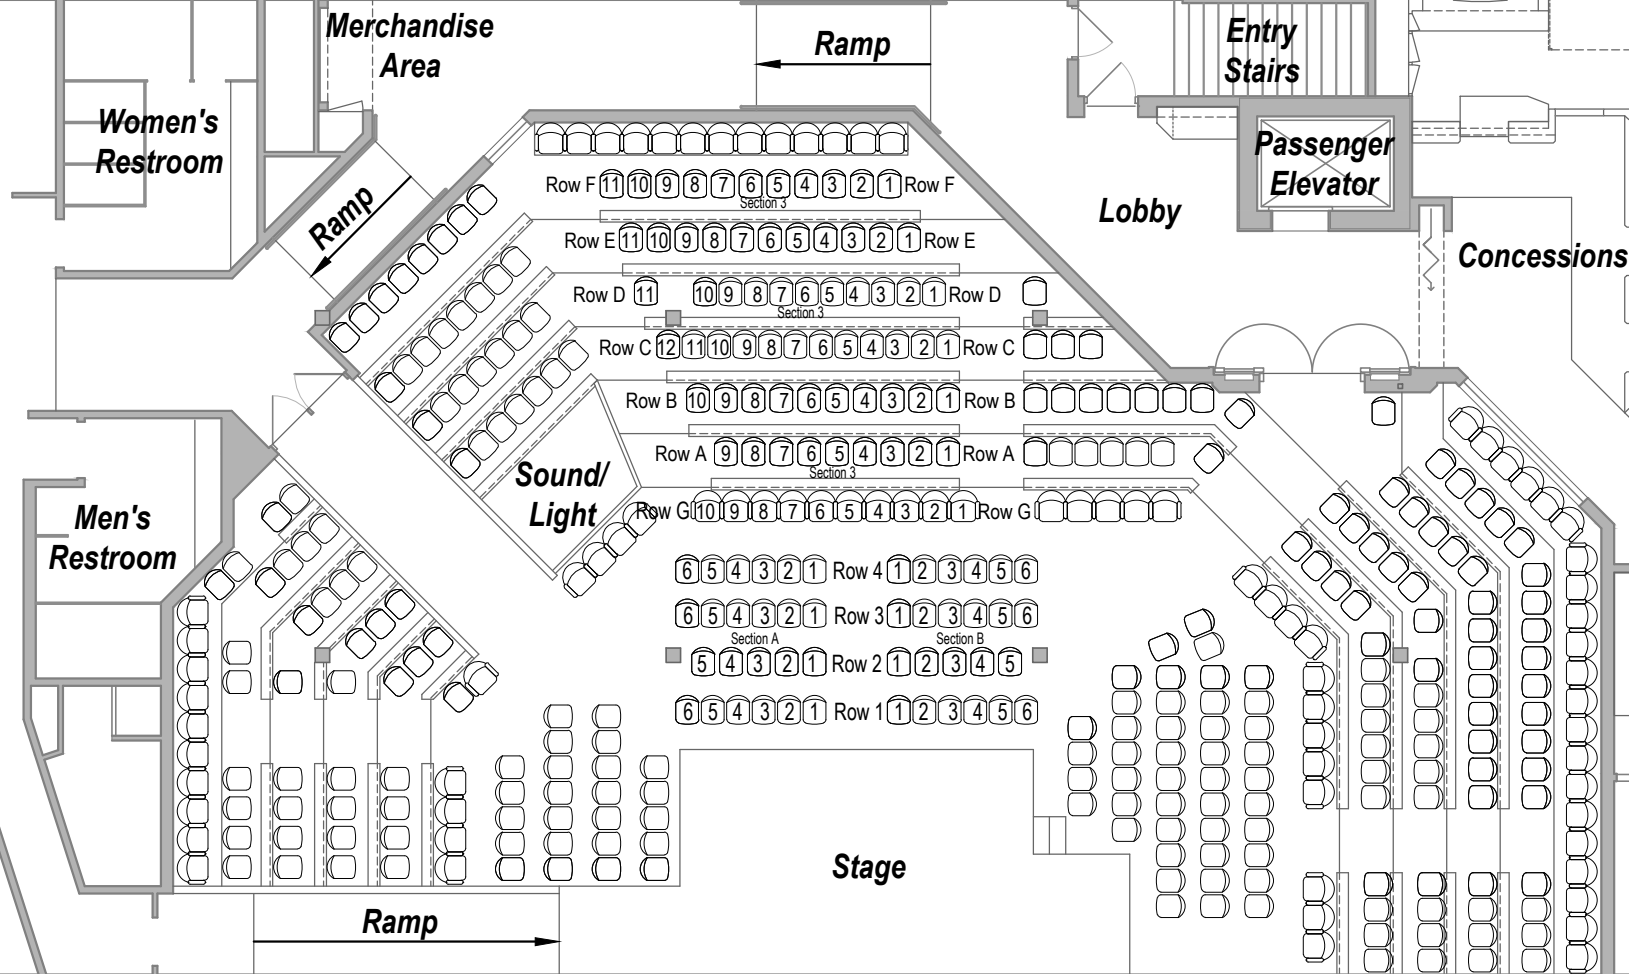 Merchandise
Area
Ramp
Entry
Stairs
Women's
Restroom
Passenger
Elevator
Ramp
Lobby
Concessions
Row F 11 10 9 8 7 6 5 4 3 2 1 Row F
Section 3
Row E 11 10 9 8 7 6 5 4 3 2 1 Row E
Row D 11 10 9 8 7 6 5 4 3 2 1 Row D
Section 3
Row C 12 11 10 9 8 7 6 5 4 3 2 1 Row C
Row B 10 9 8 7 6 5 4 3 2 1 Row B
Row A 9 8 7 6 5 4 3 2 1 Row A
Section 3
Sound/
Light
Row G 10 9 8 7 6 5 4 3 2 1 Row G
Men's
Restroom
6 5 4 3 2 1 Row 4 1 2 3 4 5 6
6 5 4 3 2 1 Row 3 1 2 3 4 5 6
Section A Section B
5 4 3 2 1 Row 2 1 2 3 4 5
6 5 4 3 2 1 Row 1 1 2 3 4 5 6
Stage
Ramp